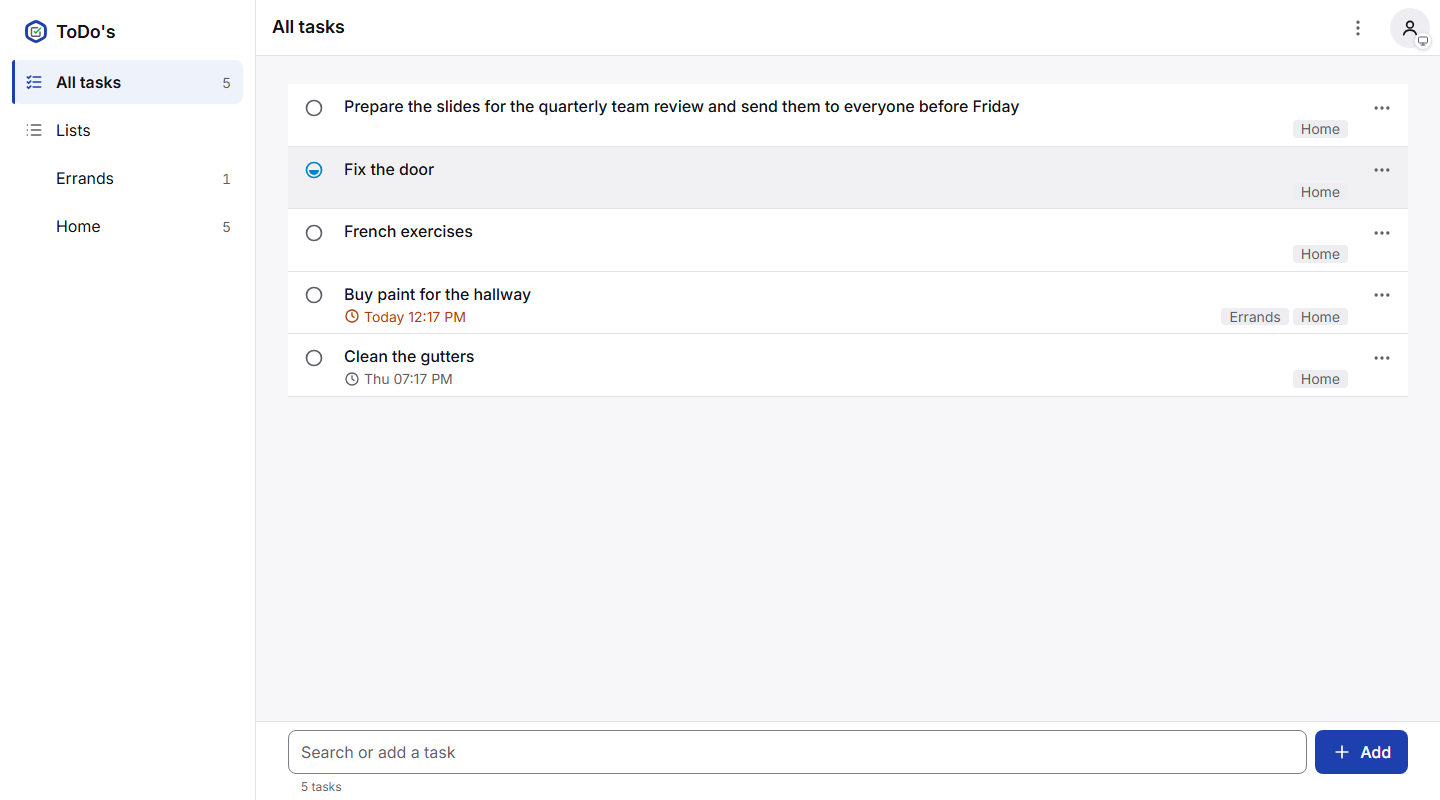 ToDo's
All tasks 5
Lists
Errands 1
Home 5
All tasks
Prepare the slides for the quarterly team review and send them to everyone before Friday
Home
Fix the door
Home
French exercises
Home
Buy paint for the hallway
Today 12:17 PM Errands Home
Clean the gutters
Thu 07:17 PM Home
Search or add a task
Add
5 tasks